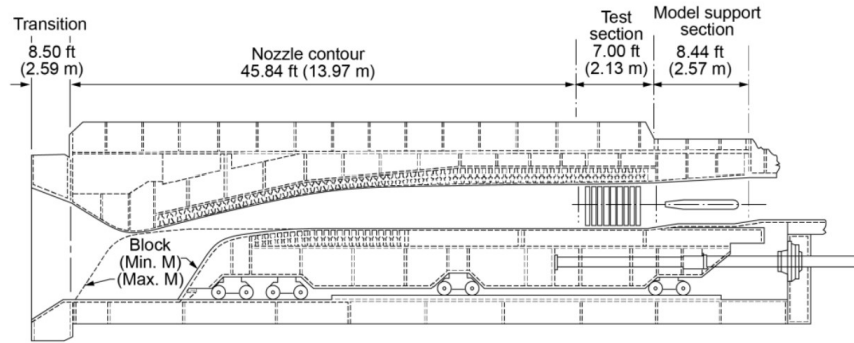 Transition
8.50 ft
(2.59 m)
Nozzle contour
45.84 ft (13.97 m)
Test
section
7.00 ft
(2.13 m)
Model support
section
8.44 ft
(2.57 m)
Block
(Min. M)
(Max. M)